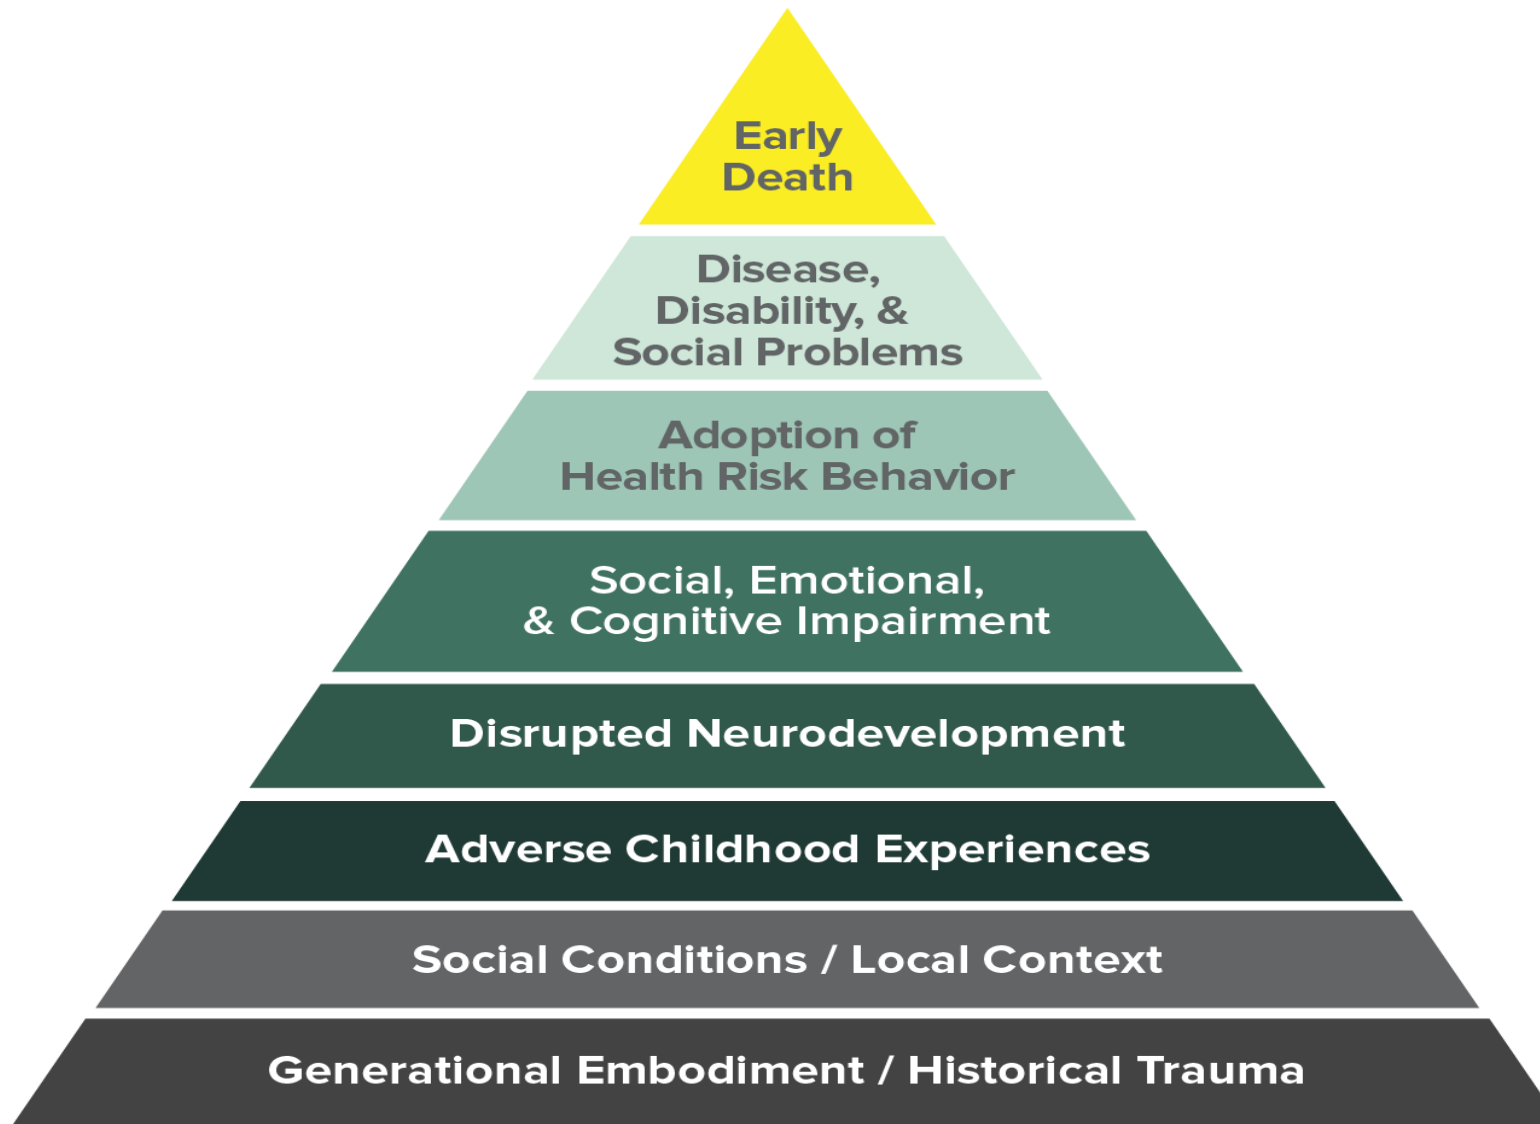 Early
Death
Disease,
Disability, &
Social Problems
Adoption of
Health Risk Behavior
Social, Emotional,
& Cognitive Impairment
Disrupted Neurodevelopment
Adverse Childhood Experiences
Social Conditions / Local Context
Generational Embodiment / Historical Trauma